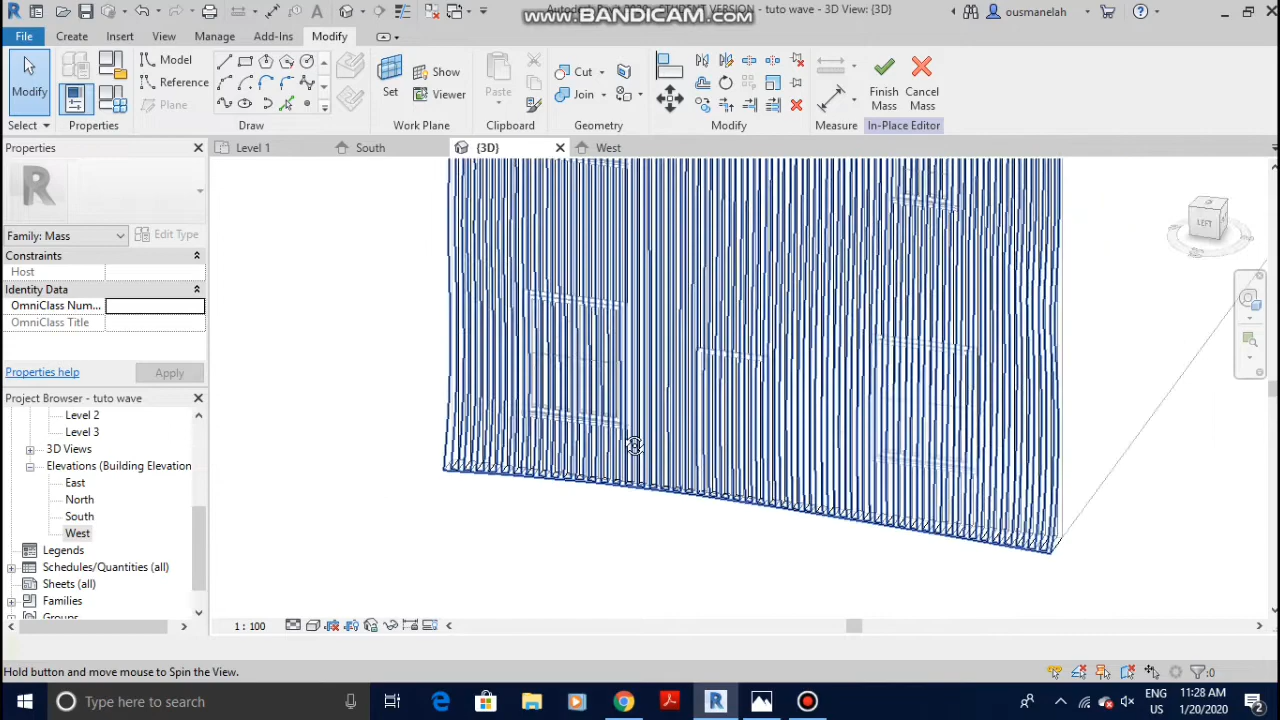 www.BANDICAM.com
VERSION - tuto wave - 3D View: {3D}
ousmanelah
File
Create
Insert
View
Manage
Add-Ins
Modify
Modify
Select
Properties
Model
Reference
Plane
Draw
Set
Show
Viewer
Work Plane
Paste
Clipboard
Cut
Join
Geometry
Modify
Measure
Finish
Mass
Cancel
Mass
In-Place Editor
Properties
Level 1
South
{3D}
West
Family: Mass
Edit Type
Constraints
Host
Identity Data
OmniClass Num...
OmniClass Title
Properties help
Apply
Project Browser - tuto wave
Level 2
Level 3
3D Views
Elevations (Building Elevation
East
North
South
West
Legends
Schedules/Quantities (all)
Sheets (all)
Families
LEFT
1 : 100
Hold button and move mouse to Spin the View.
:0
Type here to search
ENG
US
11:28 AM
1/20/2020
2